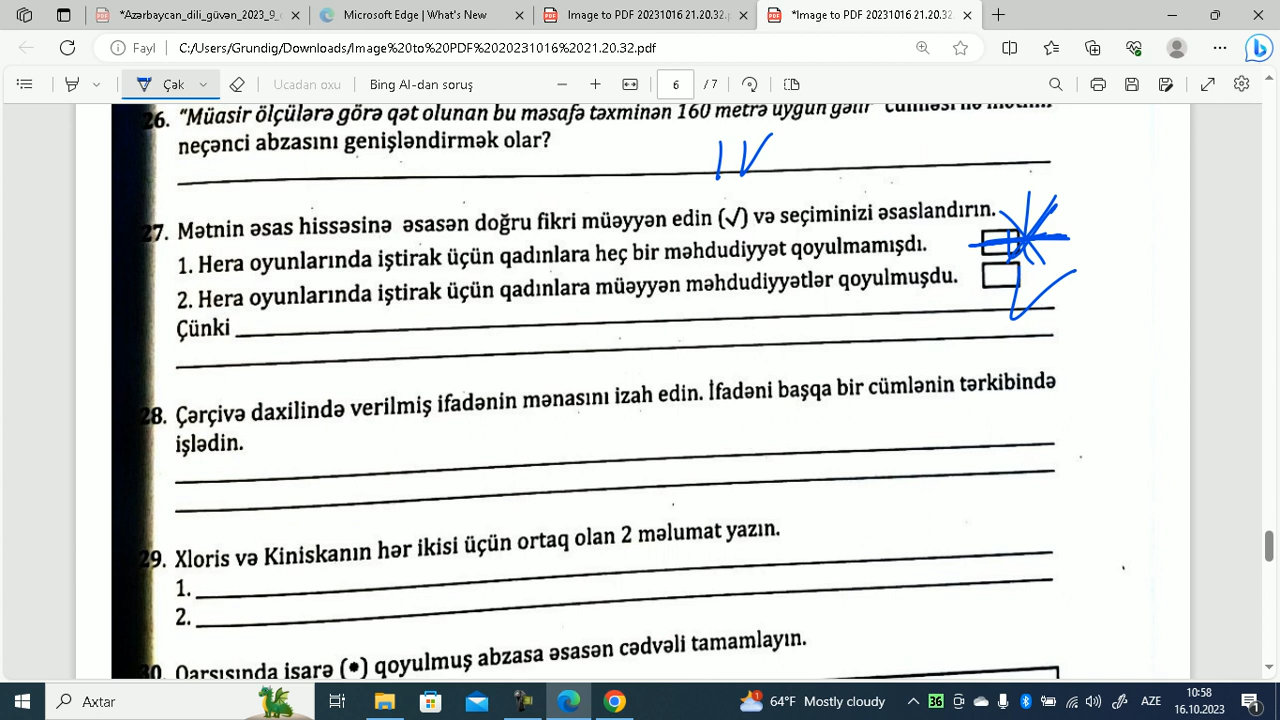 *Azərbaycan_dili_güvən_2023_9_
Microsoft Edge | What's New
Image to PDF 20231016 21.20.32.
*Image to PDF 20231016 21.20.32.
Fayl C:/Users/Grundig/Downloads/Image%20to%20PDF%2020231016%2021.20.32.pdf
Çək Ucadan oxu Bing AI-dan soruş 6 /7
26. "Müasir ölçülərə görə qət olunan bu məsafə təxminən 160 metrə uyğun gəlir" cümləsi ilə mətnin
neçənci abzasını genişləndirmək olar?
IV
27. Mətnin əsas hissəsinə əsasən doğru fikri müəyyən edin (√) və seçiminizi əsaslandırın.
1. Hera oyunlarında iştirak üçün qadınlara heç bir məhdudiyyət qoyulmamışdı.
2. Hera oyunlarında iştirak üçün qadınlara müəyyən məhdudiyyətlər qoyulmuşdu.
Çünki
28. Çərçivə daxilində verilmiş ifadənin mənasını izah edin. İfadəni başqa bir cümlənin tərkibində
işlədin.
29. Xloris və Kiniskanın hər ikisi üçün ortaq olan 2 məlumat yazın.
1.
2.
30. Qarşısında işarə (•) qoyulmuş abzasa əsasən cədvəli tamamlayın.
Axtar 64°F Mostly cloudy 36 AZE 10:58
16.10.2023